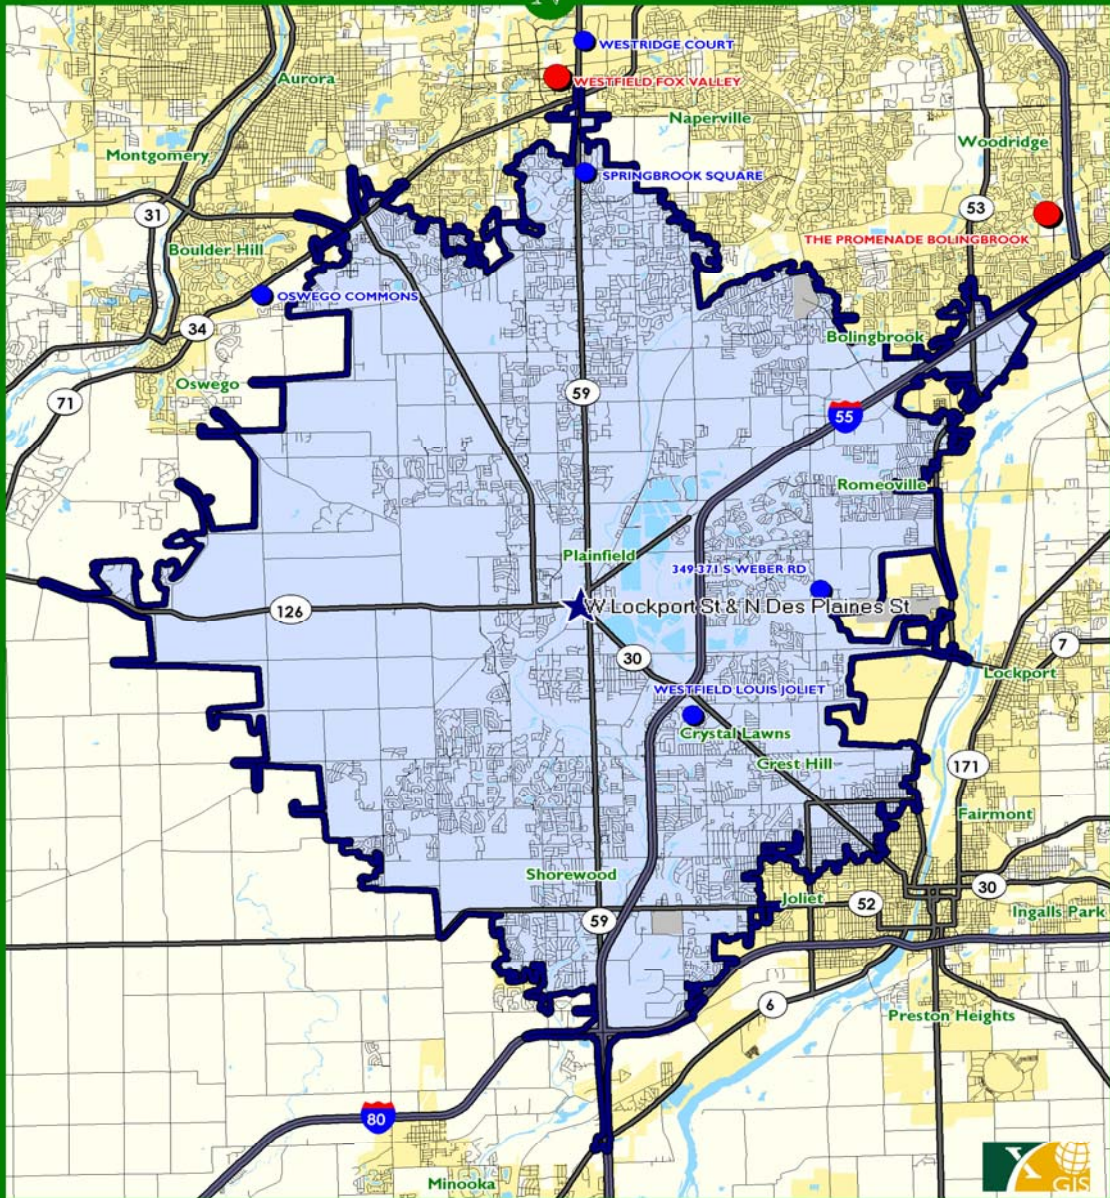 WESTRIDGE COURT
WESTFIELD FOX VALLEY
Aurora
Naperville
Woodridge
Montgomery
SPRINGBROOK SQUARE
31
53
THE PROMENADE BOLINGBROOK
Boulder Hill
OSWEGO COMMONS
34
Bolingbrook
Oswego
59
71
55
Romeoville
Plainfield
349-371 S WEBER RD
W Lockport St & N Des Plaines St
126
7
30
Lockport
WESTFIELD LOUIS JOLIET
Crystal Lawns
Crest Hill
171
Fairmont
Shorewood
30
Joliet
52
Ingalls Park
59
6
Preston Heights
80
Minooka
X
GIS